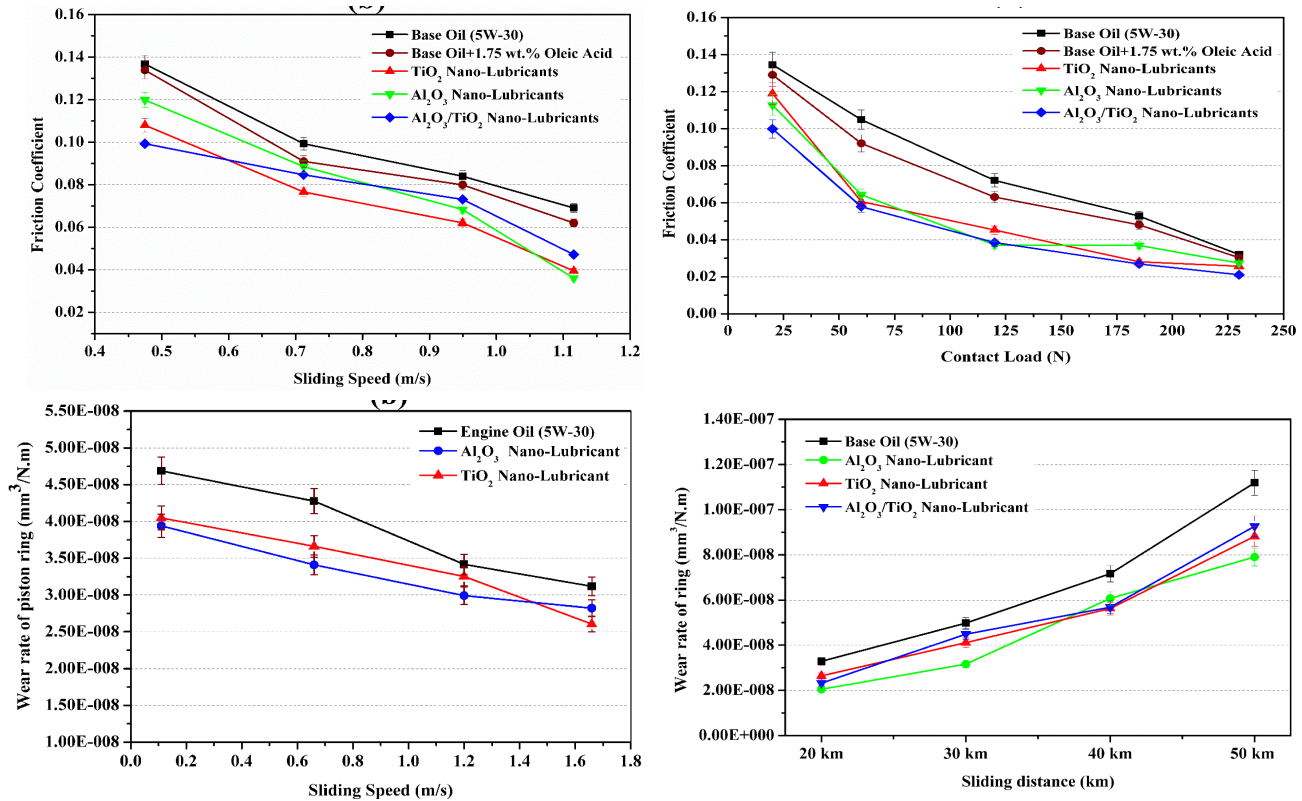 (b)
0.16
0.14
0.12
0.10
0.08
0.06
0.04
0.02
Friction Coefficient
Base Oil (5W-30)
Base Oil+1.75 wt.% Oleic Acid
TiO₂ Nano-Lubricants
Al₂O₃ Nano-Lubricants
Al₂O₃/TiO₂ Nano-Lubricants
0.4 0.5 0.6 0.7 0.8 0.9 1.0 1.1 1.2
Sliding Speed (m/s)
0.16
0.14
0.12
0.10
0.08
0.06
0.04
0.02
0.00
Friction Coefficient
Base Oil (5W-30)
Base Oil+1.75 wt.% Oleic Acid
TiO₂ Nano-Lubricants
Al₂O₃ Nano-Lubricants
Al₂O₃/TiO₂ Nano-Lubricants
0 25 50 75 100 125 150 175 200 225 250
Contact Load (N)
(b)
5.50E-008
5.00E-008
4.50E-008
4.00E-008
3.50E-008
3.00E-008
2.50E-008
2.00E-008
1.50E-008
1.00E-008
Wear rate of piston ring (mm³/N.m)
Engine Oil (5W-30)
Al₂O₃ Nano-Lubricant
TiO₂ Nano-Lubricant
0.0 0.2 0.4 0.6 0.8 1.0 1.2 1.4 1.6 1.8
Sliding Speed (m/s)
1.40E-007
1.20E-007
1.00E-007
8.00E-008
6.00E-008
4.00E-008
2.00E-008
0.00E+000
Wear rate of ring (mm³/N.m)
Base Oil (5W-30)
Al₂O₃ Nano-Lubricant
TiO₂ Nano-Lubricant
Al₂O₃/TiO₂ Nano-Lubricant
20 km 30 km 40 km 50 km
Sliding distance (km)